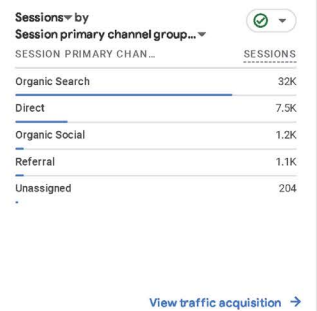 Sessions by
Session primary channel group...
SESSION PRIMARY CHAN... SESSIONS
Organic Search 32K
Direct 7.5K
Organic Social 1.2K
Referral 1.1K
Unassigned 204
View traffic acquisition